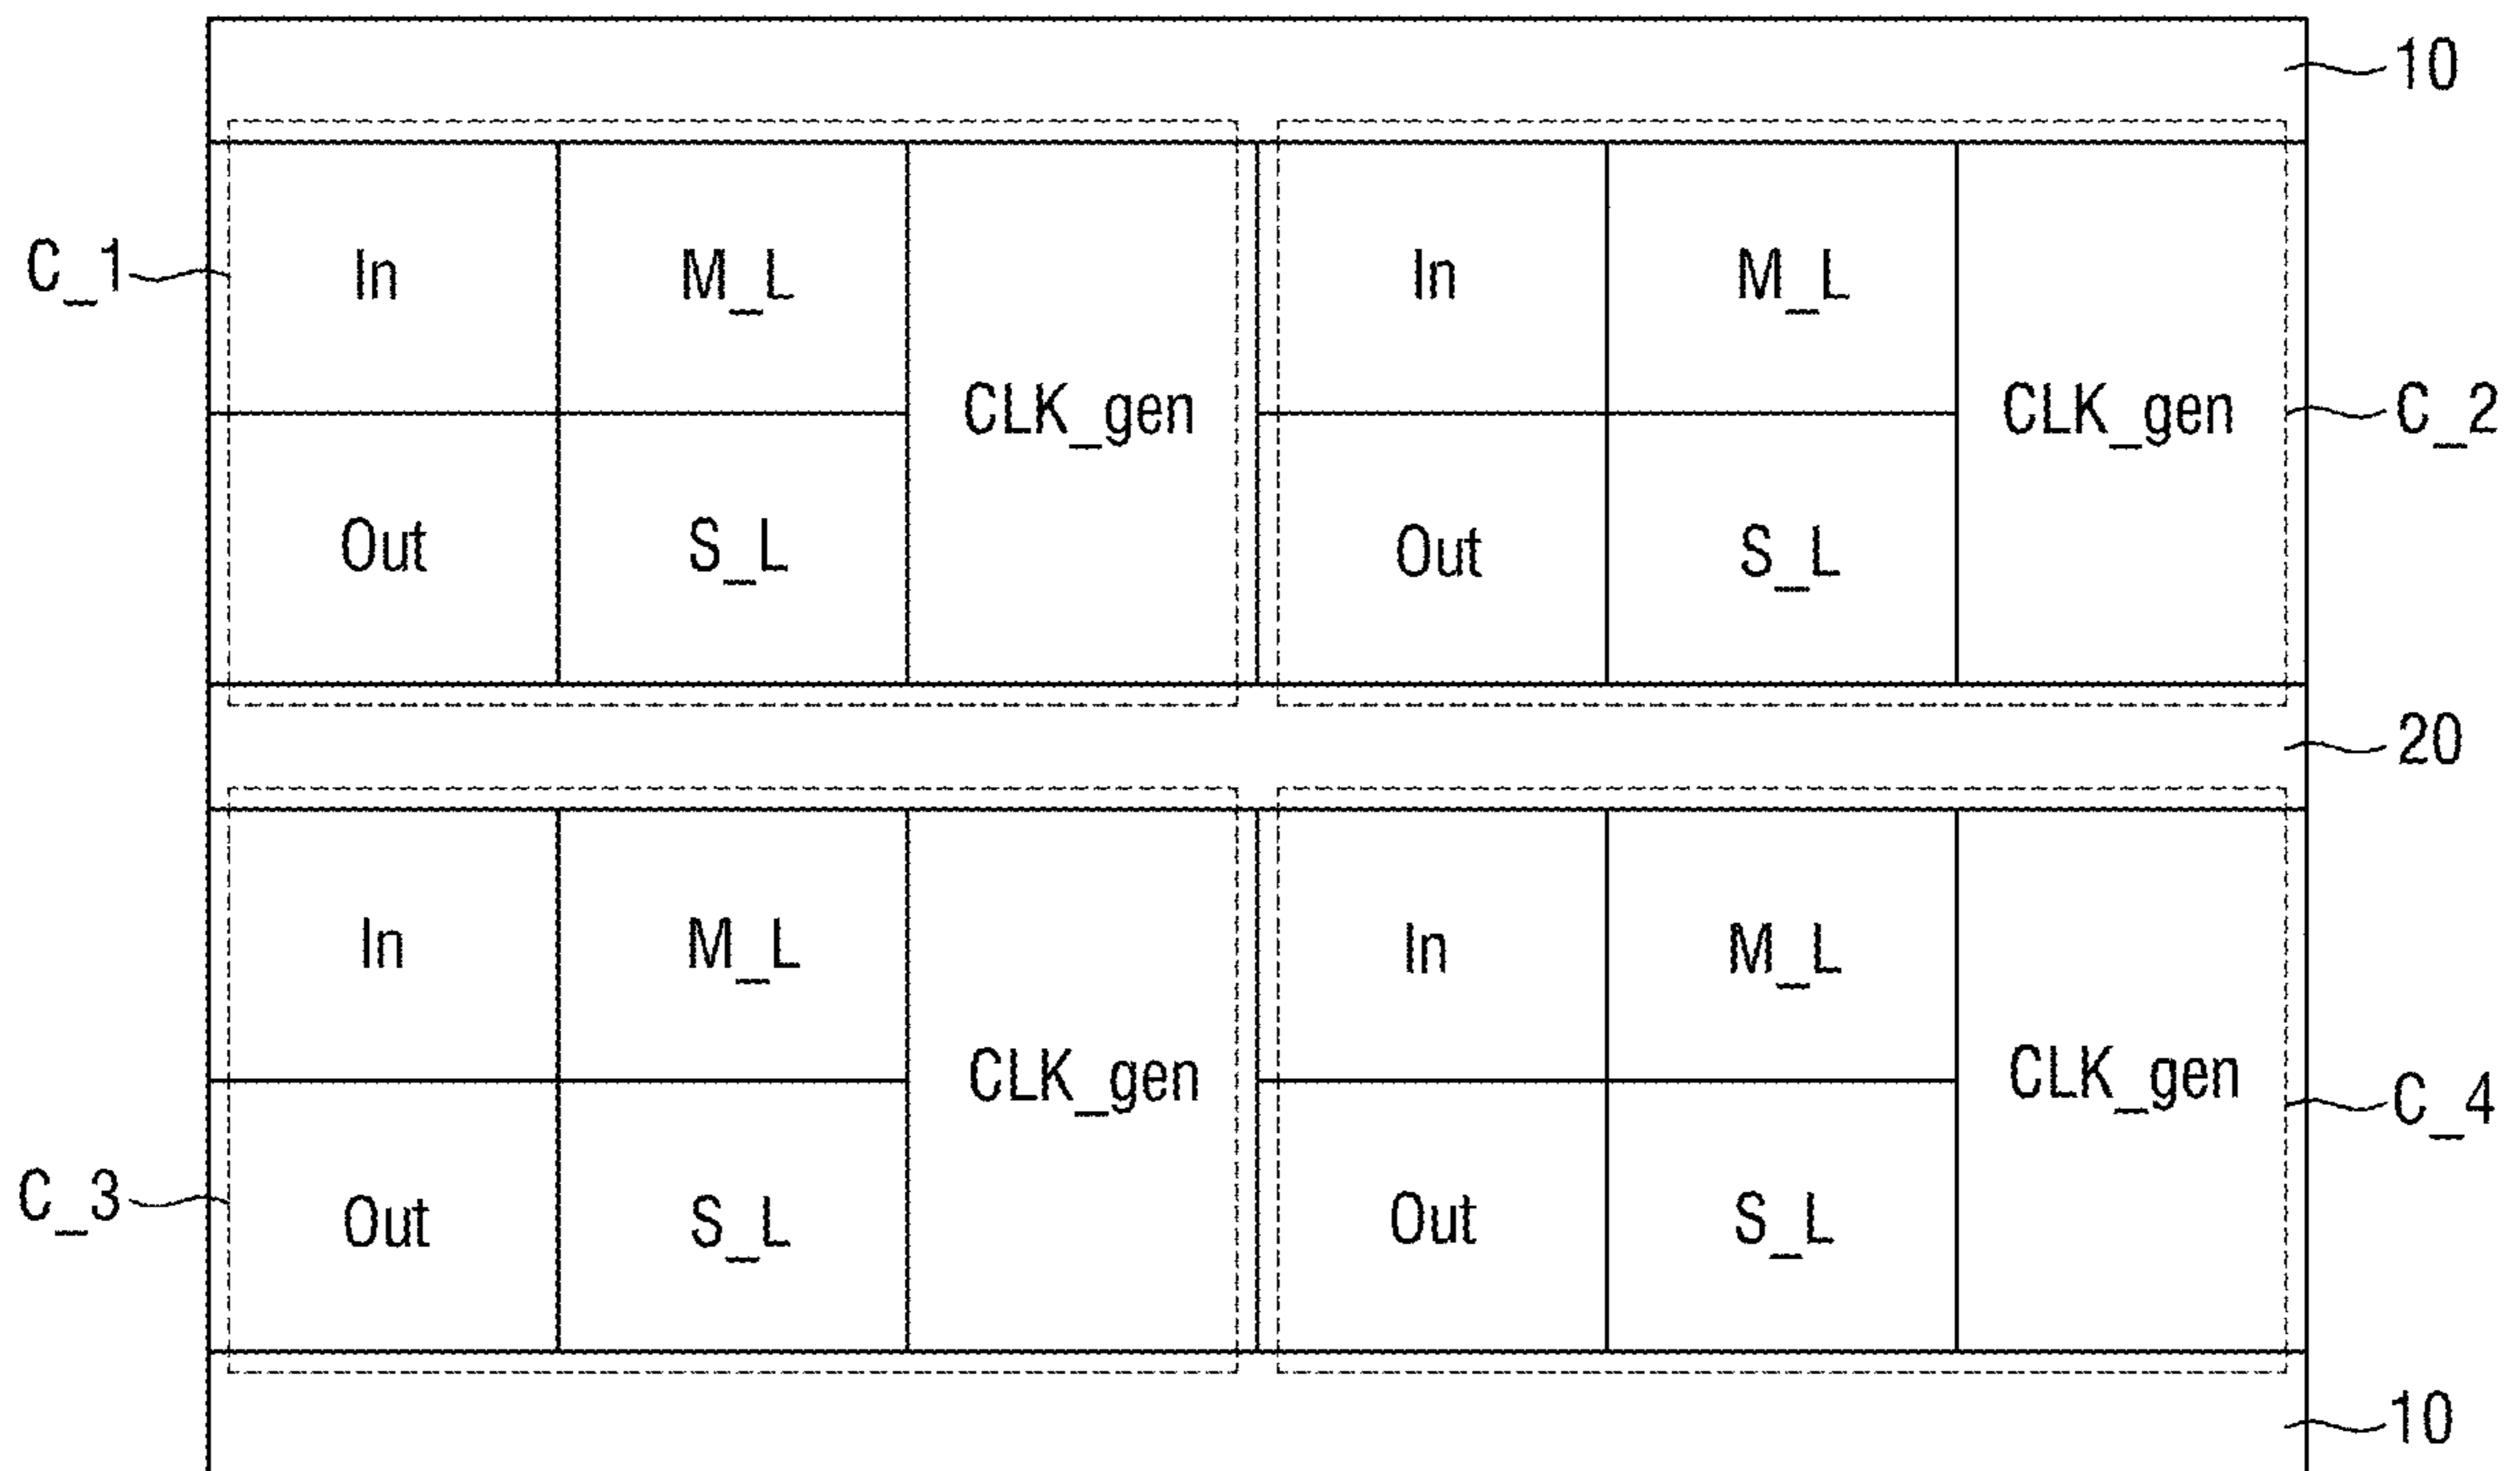 10
C_1 In M_L In M_L
CLK_gen CLK_gen C_2
Out S_L Out S_L
20
In M_L In M_L
CLK_gen CLK_gen C_4
C_3 Out S_L Out S_L
10